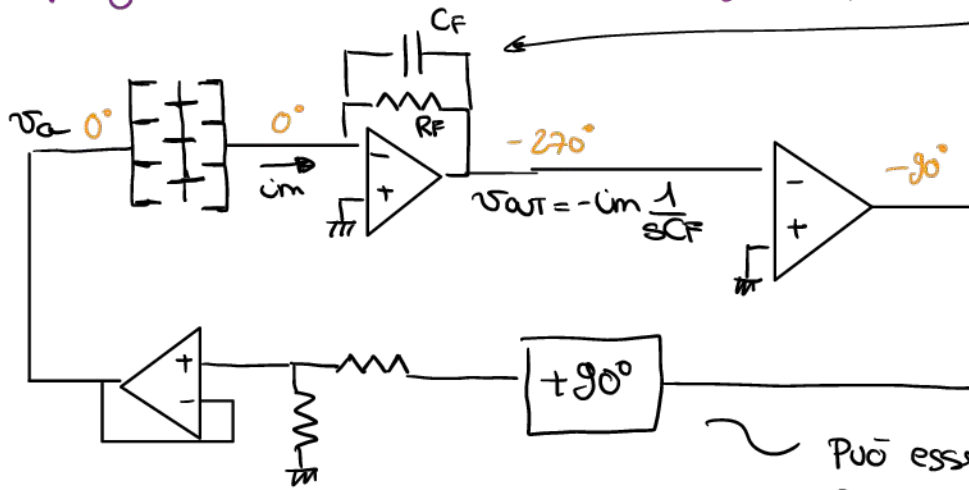 CF
va 0°
0°
RF
-270°
-90°
im
-
+
vout = -im 1/sCF
-
+
+
-
+90°
Può ess